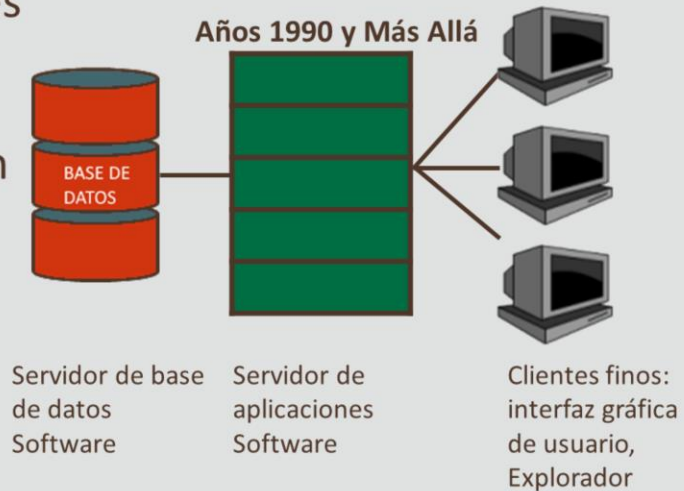 es
Años 1990 y Más Allá
n
BASE DE
DATOS
Servidor de base
de datos
Software
Servidor de
aplicaciones
Software
Clientes finos:
interfaz gráfica
de usuario,
Explorador